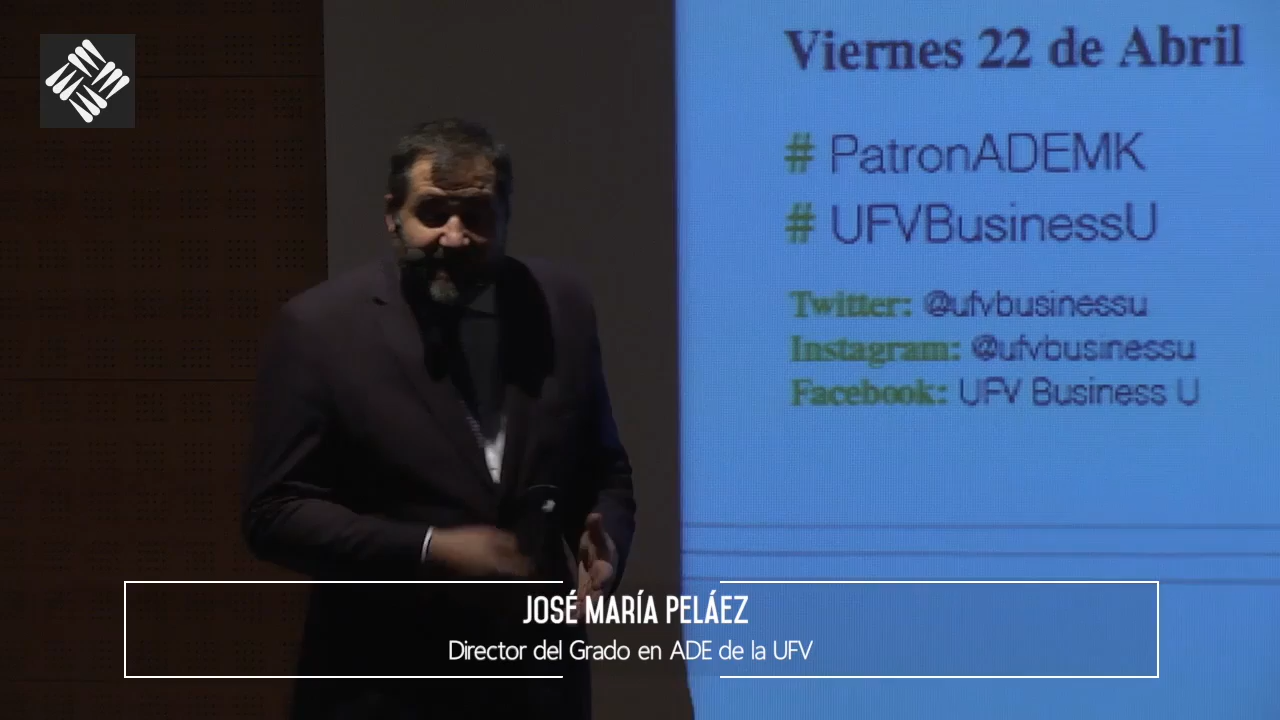 Viernes 22 de Abril
# PatronADEMK
# UFVBusinessU
Twitter: @ufvbusinessu
Instagram: @ufvbusinessu
Facebook: UFV Business U
JOSÉ MARÍA PELÁEZ
Director del Grado en ADE de la UFV